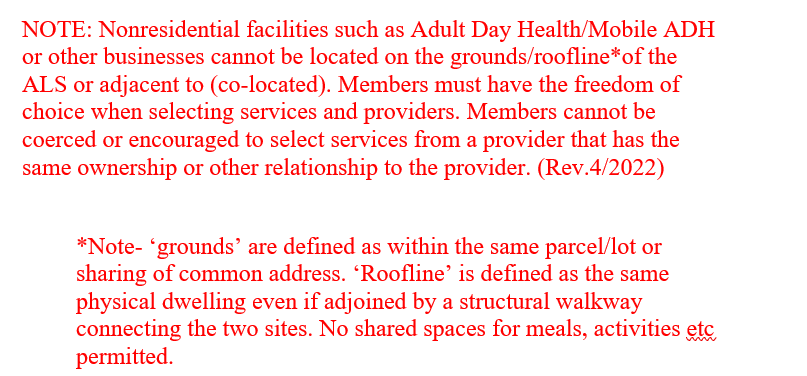 NOTE: Nonresidential facilities such as Adult Day Health/Mobile ADH
or other businesses cannot be located on the grounds/roofline*of the
ALS or adjacent to (co-located). Members must have the freedom of
choice when selecting services and providers. Members cannot be
coerced or encouraged to select services from a provider that has the
same ownership or other relationship to the provider. (Rev.4/2022)
*Note- ‘grounds’ are defined as within the same parcel/lot or
sharing of common address. ‘Roofline’ is defined as the same
physical dwelling even if adjoined by a structural walkway
connecting the two sites. No shared spaces for meals, activities etc
permitted.